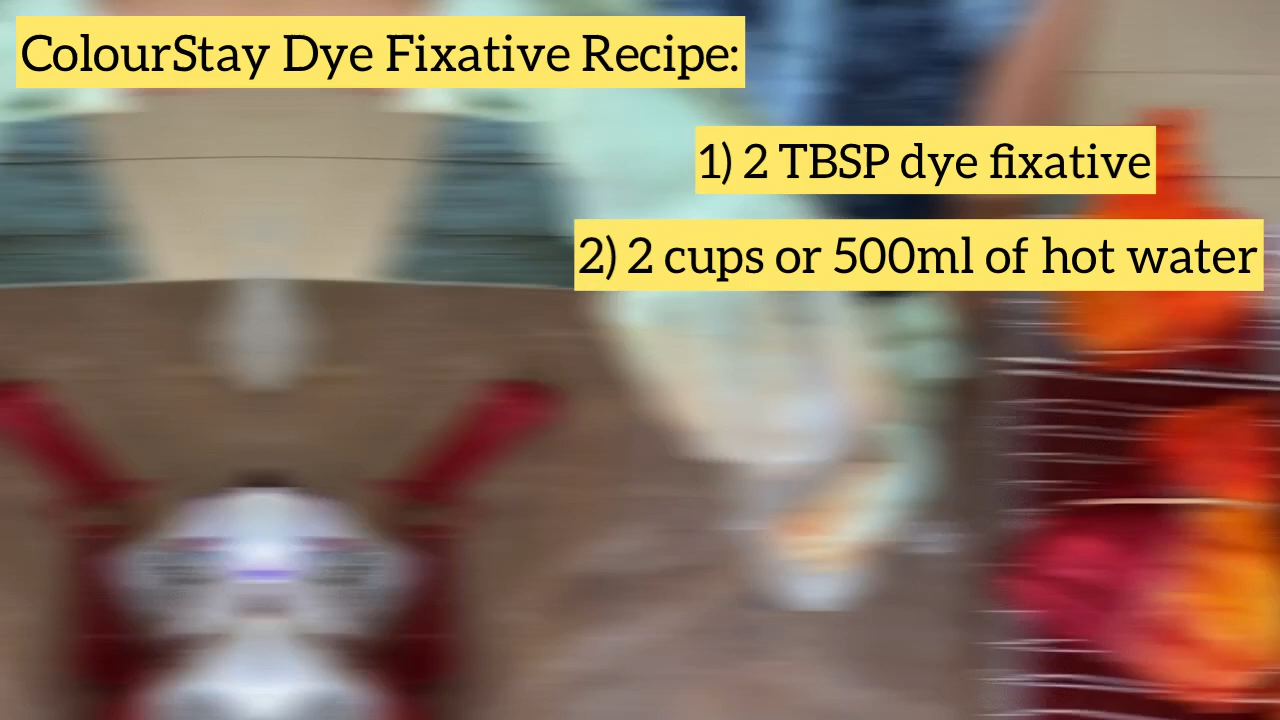 ColourStay Dye Fixative Recipe:
1) 2 TBSP dye fixative
2) 2 cups or 500ml of hot water